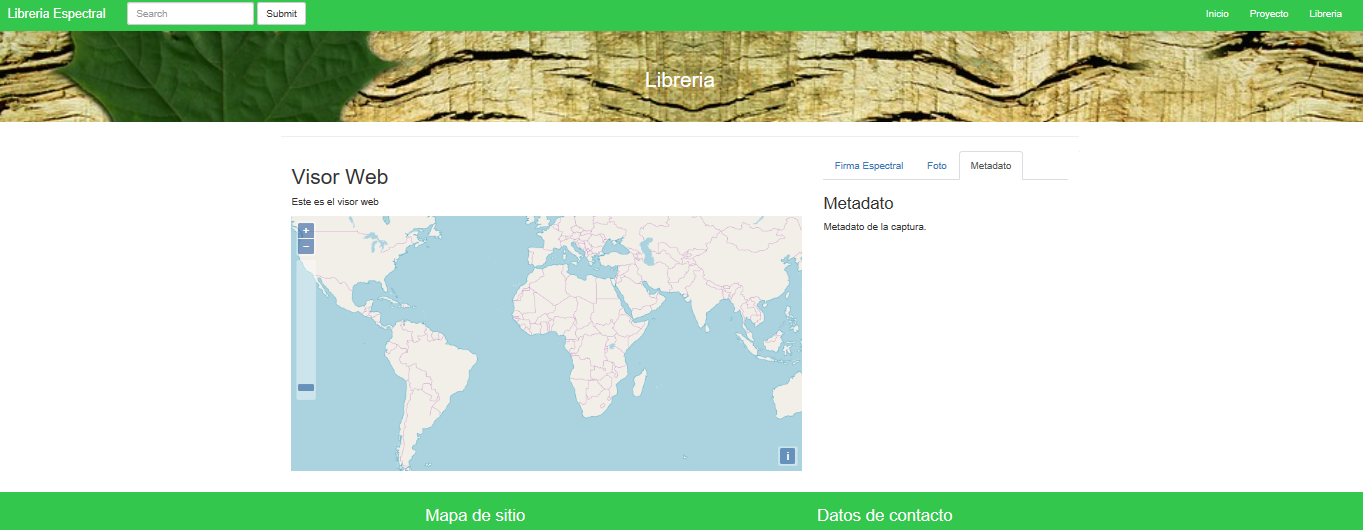 Libreria Espectral Search Submit Inicio Proyecto Libreria
Libreria
Firma Espectral Foto Metadato
Visor Web
Este es el visor web
Metadato
Metadato de la captura.
+
−
i
Mapa de sitio Datos de contacto